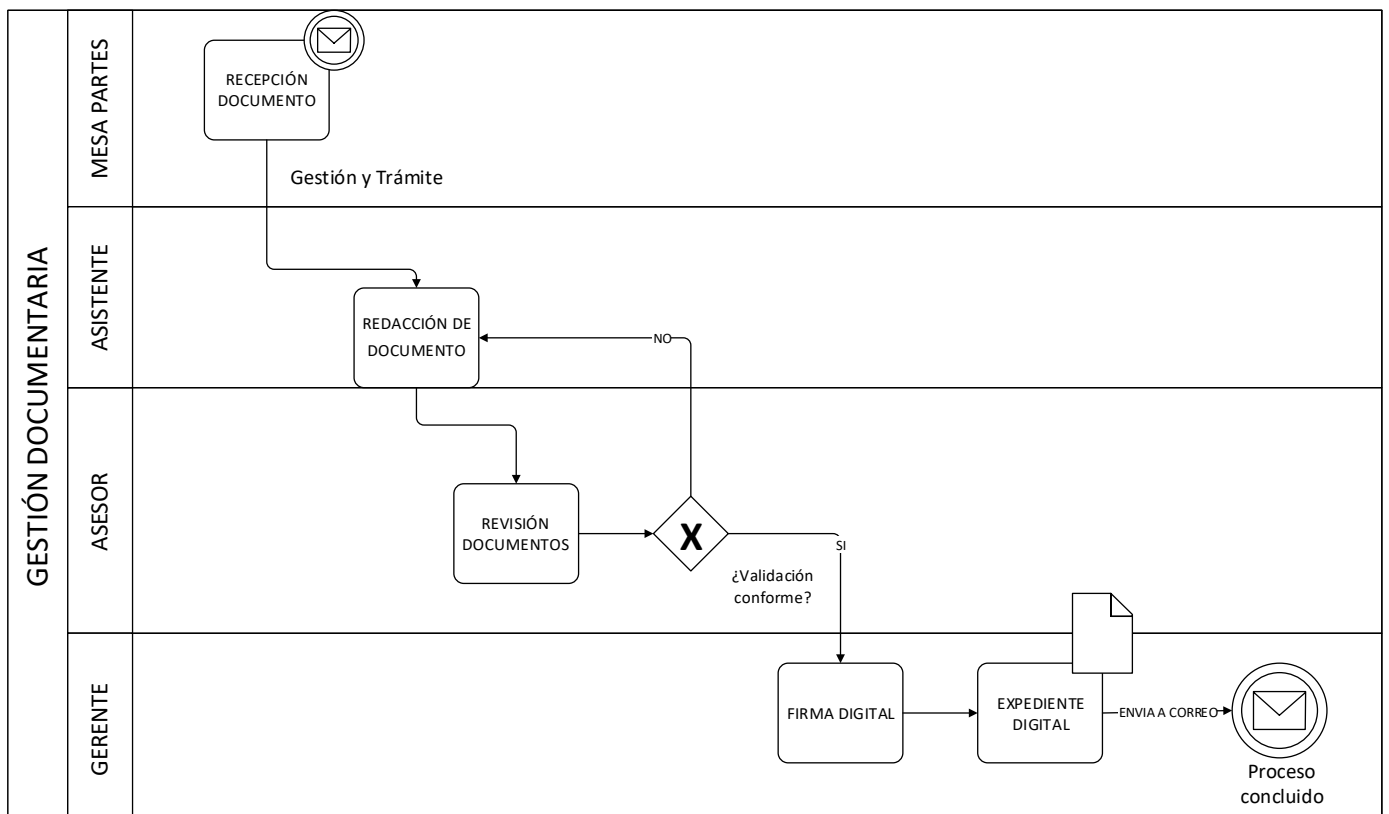 GESTIÓN DOCUMENTARIA
MESA PARTES
RECEPCIÓN
DOCUMENTO
Gestión y Trámite
ASISTENTE
REDACCIÓN DE
DOCUMENTO
NO
ASESOR
REVISIÓN
DOCUMENTOS
X
SI
¿Validación
conforme?
GERENTE
FIRMA DIGITAL
EXPEDIENTE
DIGITAL
ENVIA A CORREO
Proceso
concluido